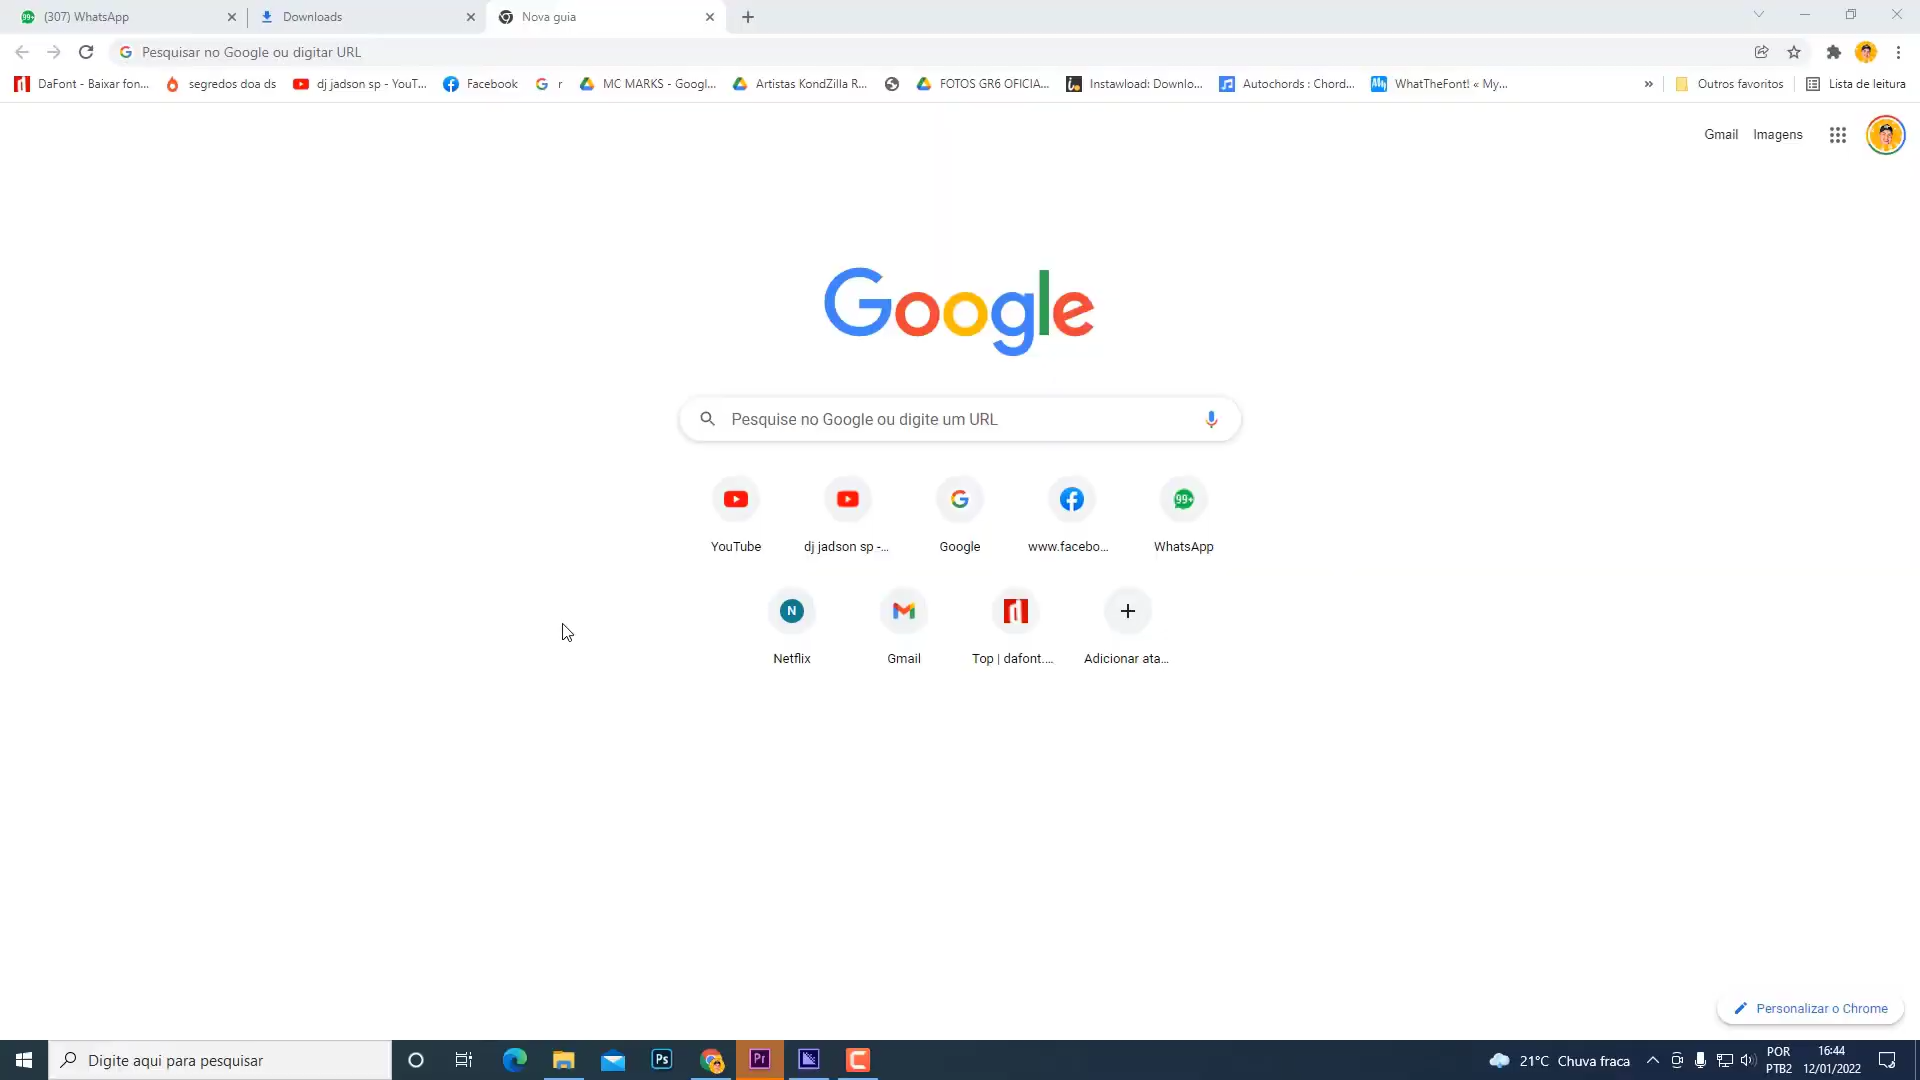 (307) WhatsApp
Downloads
Nova guia
Pesquisar no Google ou digitar URL
DaFont - Baixar fon...
segredos doa ds
dj jadson sp - YouT...
Facebook
r
MC MARKS - Googl...
Artistas KondZilla R...
FOTOS GR6 OFICIA...
Instawload: Downlo...
Autochords : Chord...
WhatTheFont! « My...
»
Outros favoritos
Lista de leitura
Gmail
Imagens
Google
Pesquise no Google ou digite um URL
99+
YouTube
dj jadson sp -...
Google
www.facebo...
WhatsApp
N
Netflix
Gmail
Top | dafont....
Adicionar ata...
Personalizar o Chrome
Digite aqui para pesquisar
Ps
Pr
21°C Chuva fraca
POR
PTB2
16:44
12/01/2022